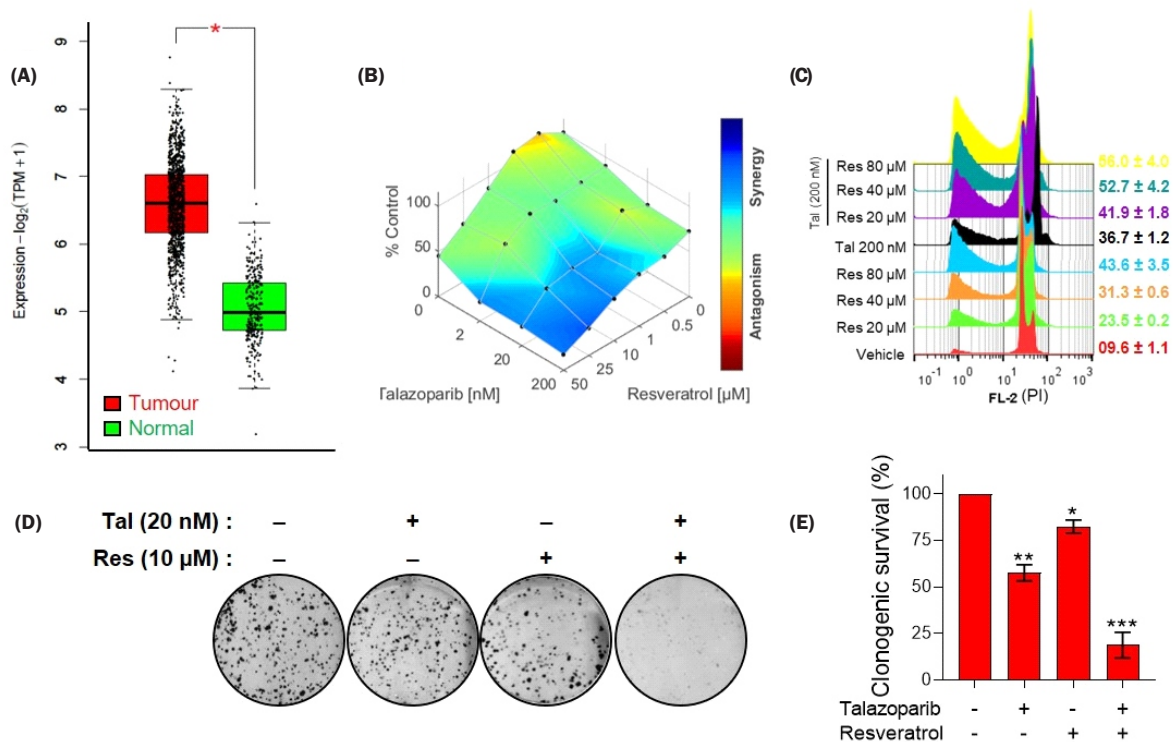 (A)
Expression – log2(TPM + 1)
9
8
7
6
5
4
3
*
Tumour
Normal
(B)
% Control
100
50
0
0
2
20
200
Talazoparib [nM]
0
0.5
1
10
25
50
Resveratrol [µM]
Synergy
Antagonism
(C)
Tal (200 nM)
Res 80 µM 56.0 ± 4.0
Res 40 µM 52.7 ± 4.2
Res 20 µM 41.9 ± 1.8
Tal 200 nM 36.7 ± 1.2
Res 80 µM 43.6 ± 3.5
Res 40 µM 31.3 ± 0.6
Res 20 µM 23.5 ± 0.2
Vehicle 09.6 ± 1.1
10-1 100 101 102 103
FL-2 (PI)
(D)
Tal (20 nM) : – + – +
Res (10 µM) : – – + +
(E)
Clonogenic survival (%)
100
75
50
25
0
**
*
***
Talazoparib - + - +
Resveratrol - - + +